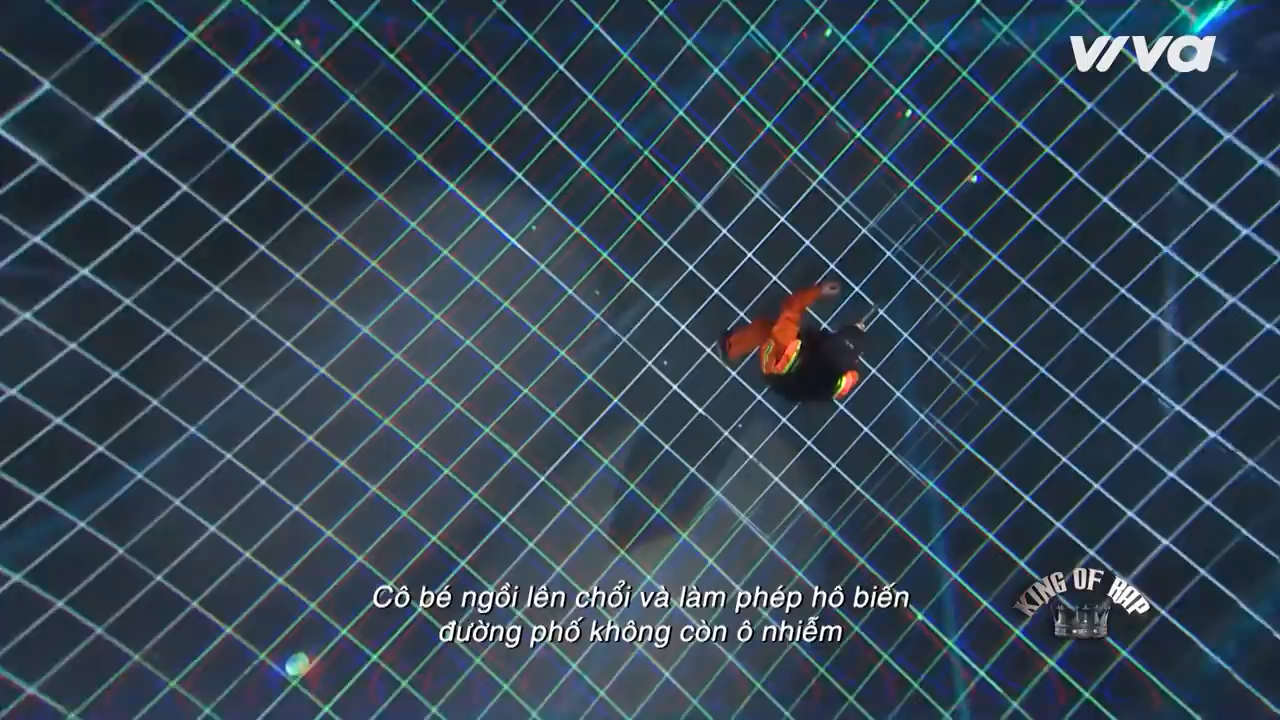 VIVA
Cô bé ngồi lên chổi và làm phép hô biến
đường phố không còn ô nhiễm
KING OF RAP